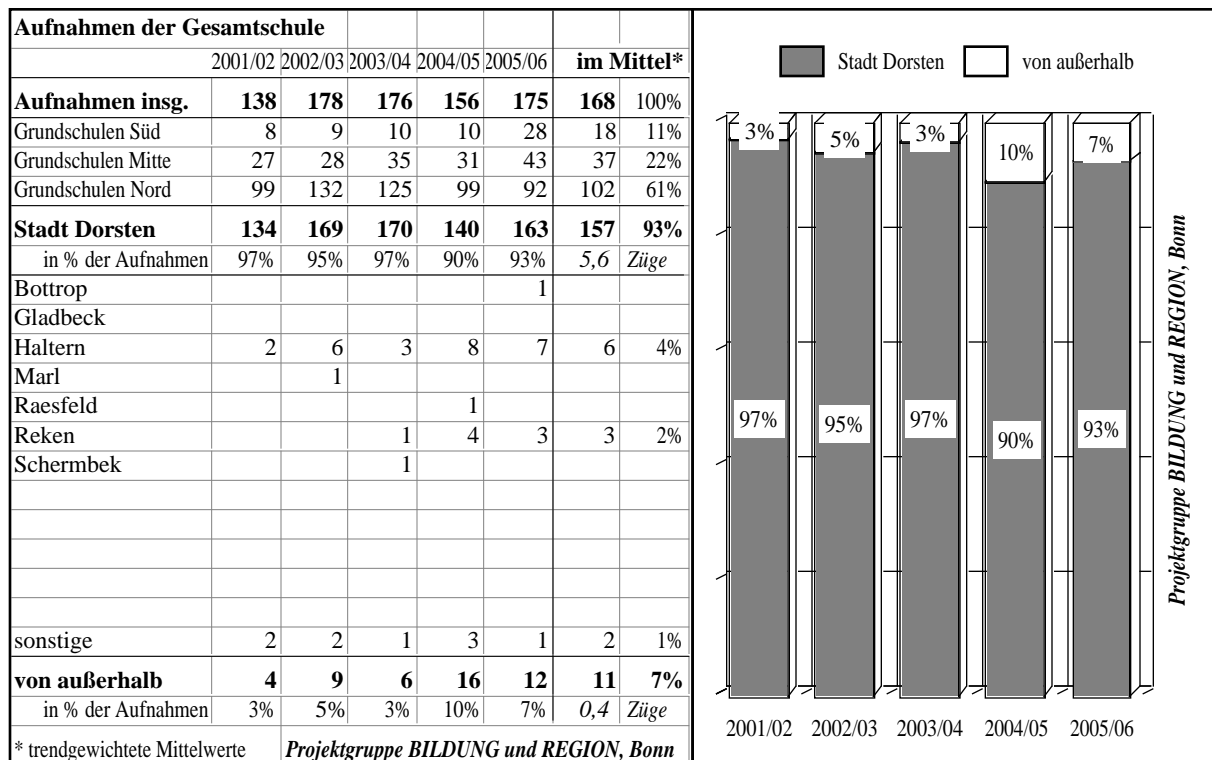 Aufnahmen der Gesamtschule
2001/02 2002/03 2003/04 2004/05 2005/06 im Mittel*
Aufnahmen insg. 138 178 176 156 175 168 100%
Grundschulen Süd 8 9 10 10 28 18 11%
Grundschulen Mitte 27 28 35 31 43 37 22%
Grundschulen Nord 99 132 125 99 92 102 61%
Stadt Dorsten 134 169 170 140 163 157 93%
in % der Aufnahmen 97% 95% 97% 90% 93% 5,6 Züge
Bottrop 1
Gladbeck
Haltern 2 6 3 8 7 6 4%
Marl 1
Raesfeld 1
Reken 1 4 3 3 2%
Schermbek 1
sonstige 2 2 1 3 1 2 1%
von außerhalb 4 9 6 16 12 11 7%
in % der Aufnahmen 3% 5% 3% 10% 7% 0,4 Züge
* trendgewichtete Mittelwerte Projektgruppe BILDUNG und REGION, Bonn
Stadt Dorsten von außerhalb
3% 5% 3% 10% 7%
97% 95% 97% 90% 93%
2001/02 2002/03 2003/04 2004/05 2005/06
Projektgruppe BILDUNG und REGION, Bonn